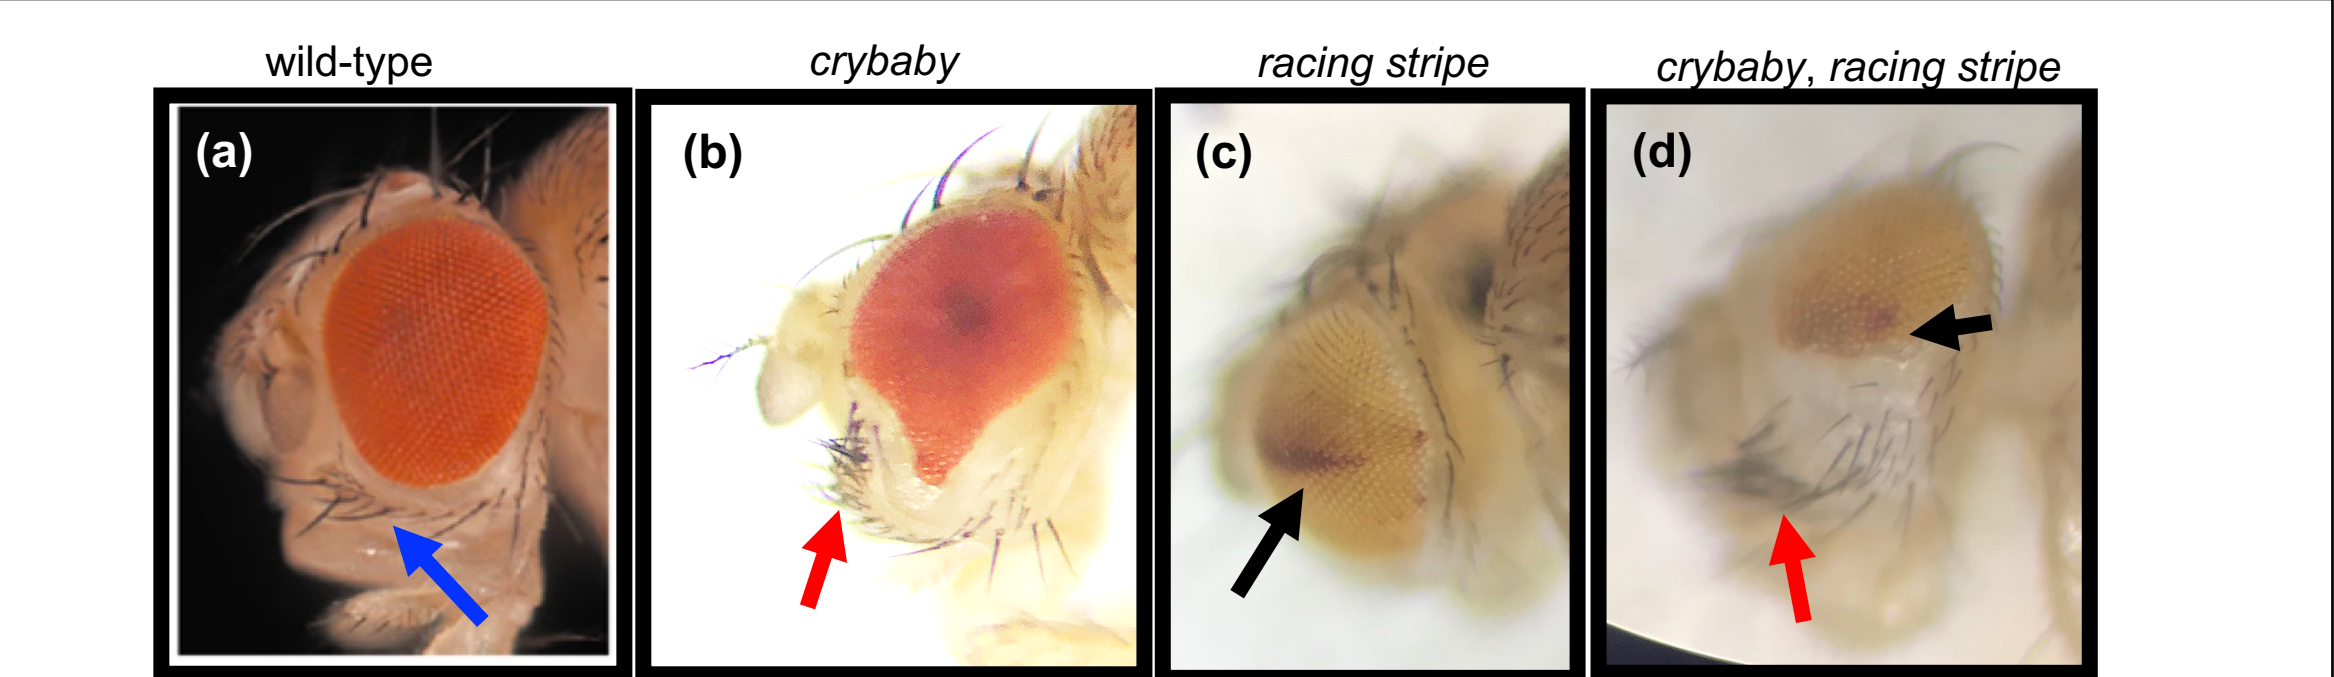 wild-type
crybaby
racing stripe
crybaby, racing stripe
(a)
(b)
(c)
(d)